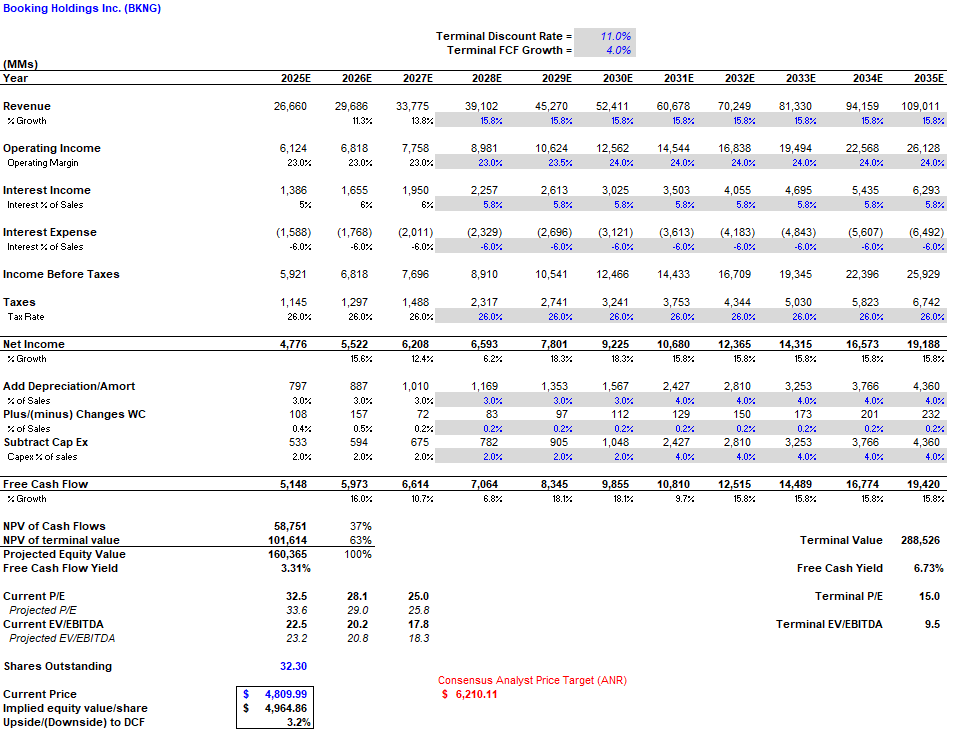 Booking Holdings Inc. (BKNG)
Terminal Discount Rate = 11.0%
Terminal FCF Growth = 4.0%
(MMs)
Year 2025E 2026E 2027E 2028E 2029E 2030E 2031E 2032E 2033E 2034E 2035E
Revenue 26,660 29,686 33,775 39,102 45,270 52,411 60,678 70,249 81,330 94,159 109,011
% Growth 11.3% 13.8% 15.8% 15.8% 15.8% 15.8% 15.8% 15.8% 15.8% 15.8%
Operating Income 6,124 6,818 7,758 8,981 10,624 12,562 14,544 16,838 19,494 22,568 26,128
Operating Margin 23.0% 23.0% 23.0% 23.0% 23.5% 24.0% 24.0% 24.0% 24.0% 24.0% 24.0%
Interest Income 1,386 1,655 1,950 2,257 2,613 3,025 3,503 4,055 4,695 5,435 6,293
Interest % of Sales 5% 6% 6% 5.8% 5.8% 5.8% 5.8% 5.8% 5.8% 5.8% 5.8%
Interest Expense (1,588) (1,768) (2,011) (2,329) (2,696) (3,121) (3,613) (4,183) (4,843) (5,607) (6,492)
Interest % of Sales -6.0% -6.0% -6.0% -6.0% -6.0% -6.0% -6.0% -6.0% -6.0% -6.0% -6.0%
Income Before Taxes 5,921 6,818 7,696 8,910 10,541 12,466 14,433 16,709 19,345 22,396 25,929
Taxes 1,145 1,297 1,488 2,317 2,741 3,241 3,753 4,344 5,030 5,823 6,742
Tax Rate 26.0% 26.0% 26.0% 26.0% 26.0% 26.0% 26.0% 26.0% 26.0% 26.0% 26.0%
Net Income 4,776 5,522 6,208 6,593 7,801 9,225 10,680 12,365 14,315 16,573 19,188
% Growth 15.6% 12.4% 6.2% 18.3% 18.3% 15.8% 15.8% 15.8% 15.8% 15.8%
Add Depreciation/Amort 797 887 1,010 1,169 1,353 1,567 2,427 2,810 3,253 3,766 4,360
% of Sales 3.0% 3.0% 3.0% 3.0% 3.0% 3.0% 4.0% 4.0% 4.0% 4.0% 4.0%
Plus/(minus) Changes WC 108 157 72 83 97 112 129 150 173 201 232
% of Sales 0.4% 0.5% 0.2% 0.2% 0.2% 0.2% 0.2% 0.2% 0.2% 0.2% 0.2%
Subtract Cap Ex 533 594 675 782 905 1,048 2,427 2,810 3,253 3,766 4,360
Capex % of sales 2.0% 2.0% 2.0% 2.0% 2.0% 2.0% 4.0% 4.0% 4.0% 4.0% 4.0%
Free Cash Flow 5,148 5,973 6,614 7,064 8,345 9,855 10,810 12,515 14,489 16,774 19,420
% Growth 16.0% 10.7% 6.8% 18.1% 18.1% 9.7% 15.8% 15.8% 15.8% 15.8%
NPV of Cash Flows 58,751 37%
NPV of terminal value 101,614 63% Terminal Value 288,526
Projected Equity Value 160,365 100%
Free Cash Flow Yield 3.31% Free Cash Yield 6.73%
Current P/E 32.5 28.1 25.0 Terminal P/E 15.0
Projected P/E 33.6 29.0 25.8
Current EV/EBITDA 22.5 20.2 17.8 Terminal EV/EBITDA 9.5
Projected EV/EBITDA 23.2 20.8 18.3
Shares Outstanding 32.30
Consensus Analyst Price Target (ANR)
Current Price $ 4,809.99 $ 6,210.11
Implied equity value/share $ 4,964.86
Upside/(Downside) to DCF 3.2%